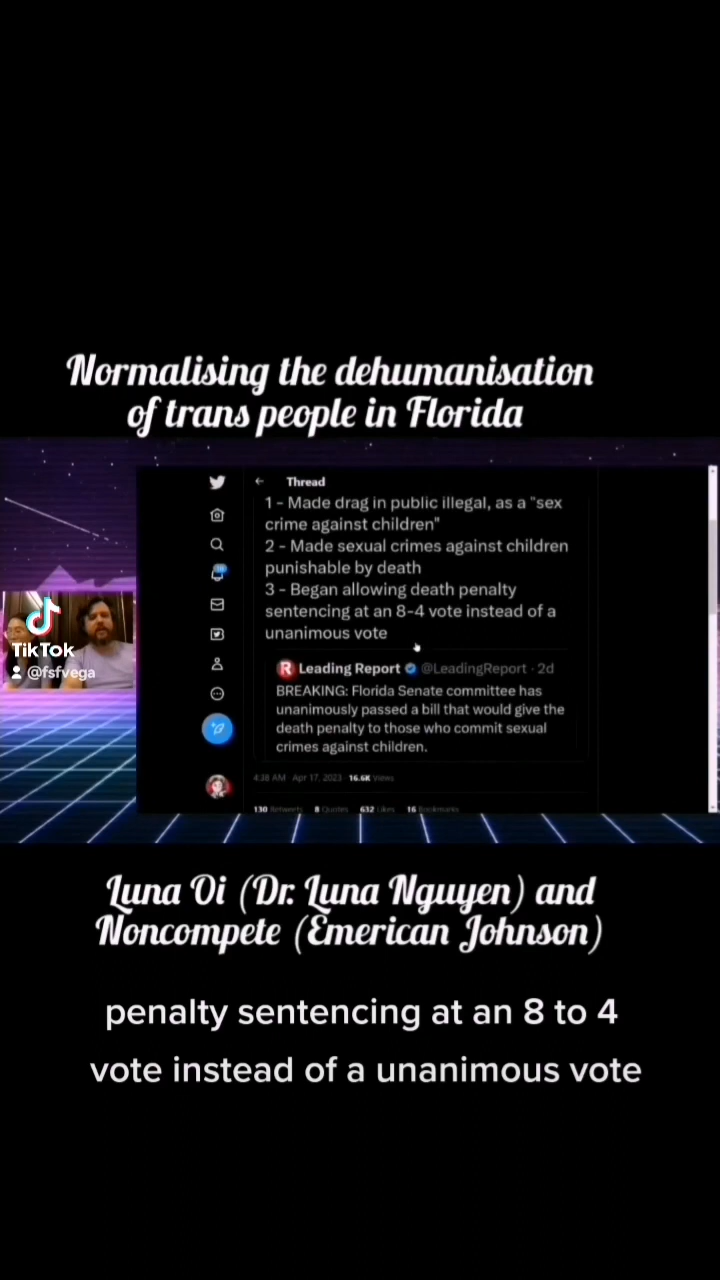 Normalising the dehumanisation
of trans people in Florida
Thread
1 - Made drag in public illegal, as a "sex
crime against children"
2 - Made sexual crimes against children
punishable by death
3 - Began allowing death penalty
sentencing at an 8-4 vote instead of a
unanimous vote
Leading Report @LeadingReport · 2d
BREAKING: Florida Senate committee has
unanimously passed a bill that would give the
death penalty to those who commit sexual
crimes against children.
4:38 AM · Apr 17, 2023 · 16.6K Views
130 Retweets 8 Quotes 632 Likes 16 Bookmarks
TikTok
@fsfvega
Luna Oi (Dr. Luna Nguyen) and
Noncompete (Emerican Johnson)
penalty sentencing at an 8 to 4
vote instead of a unanimous vote